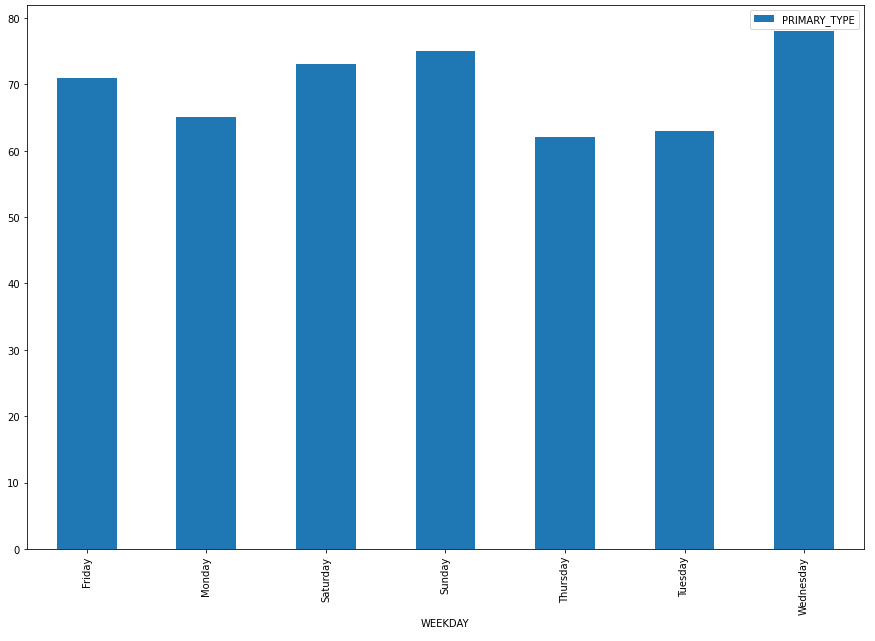 PRIMARY_TYPE
80
70
60
50
40
30
20
10
0
Friday
Monday
Saturday
Sunday
Thursday
Tuesday
Wednesday
WEEKDAY